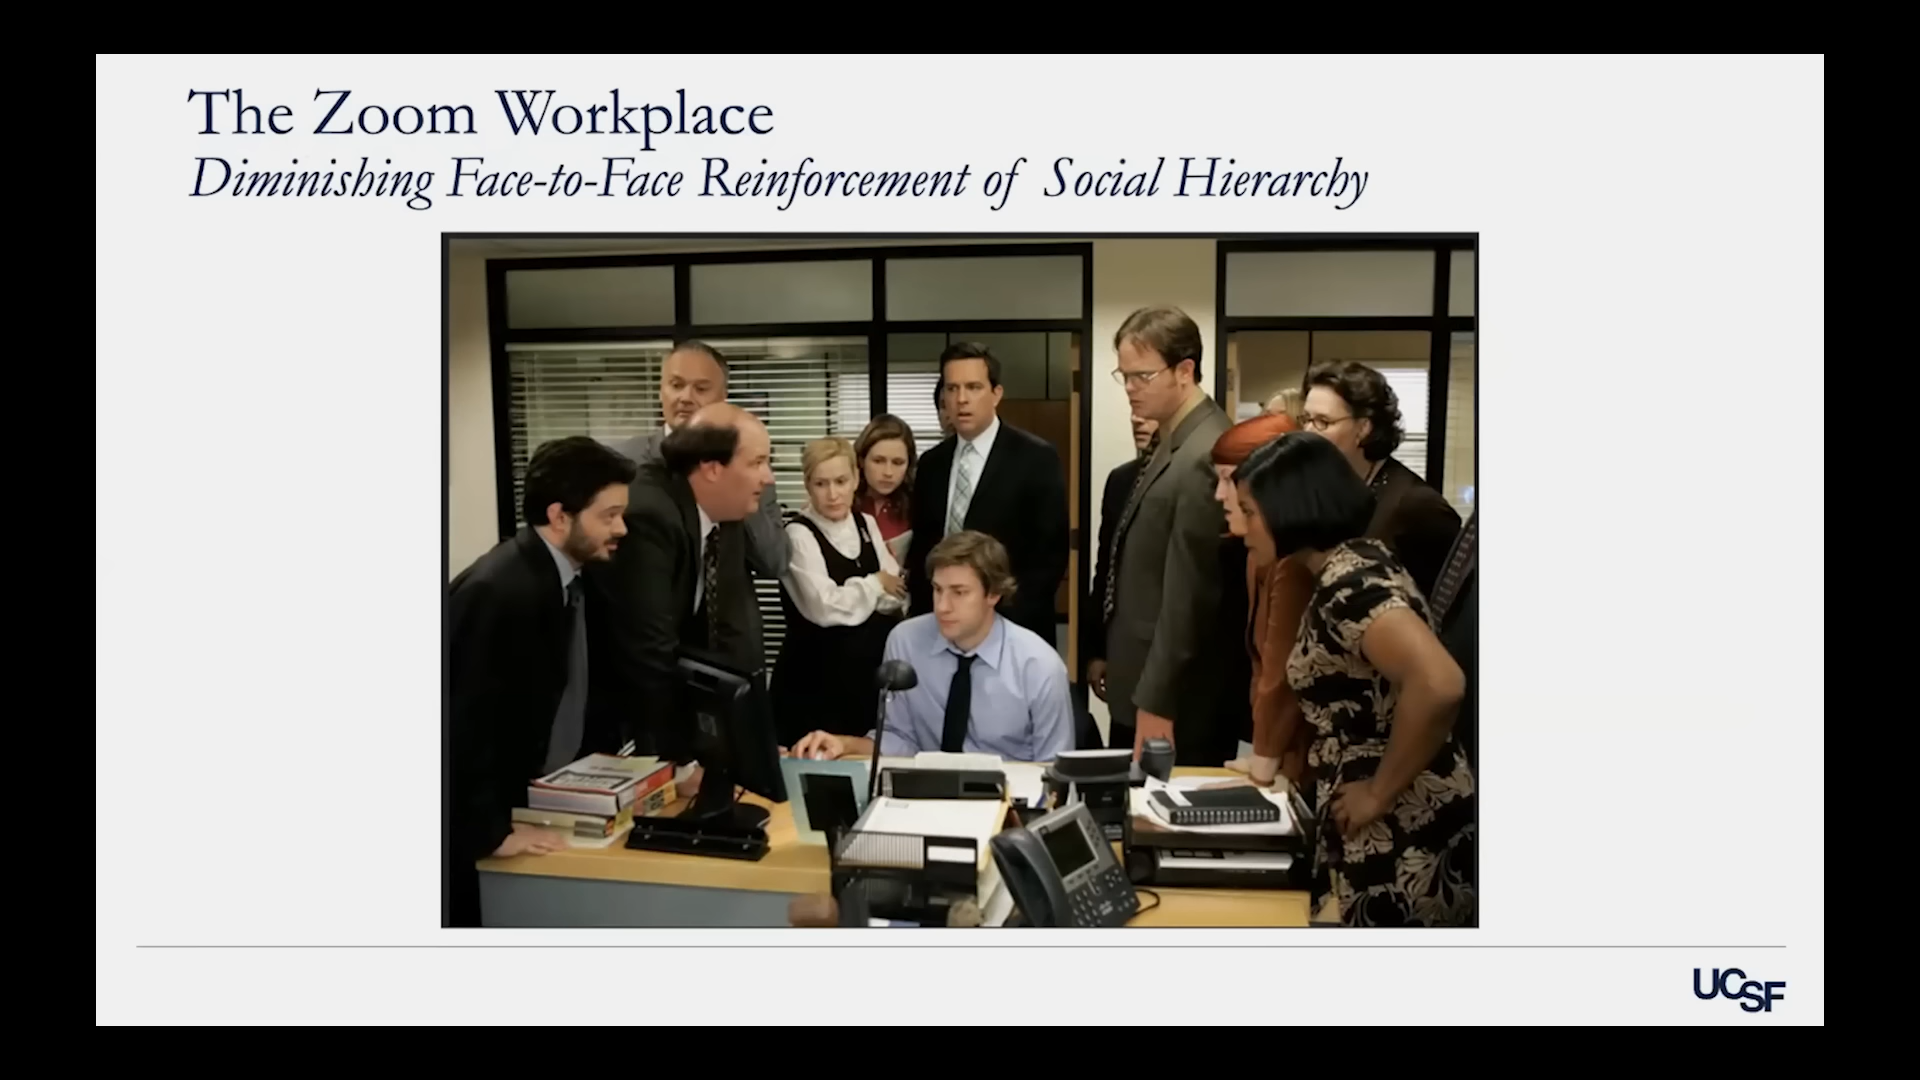 The Zoom Workplace
Diminishing Face-to-Face Reinforcement of Social Hierarchy
UCSF